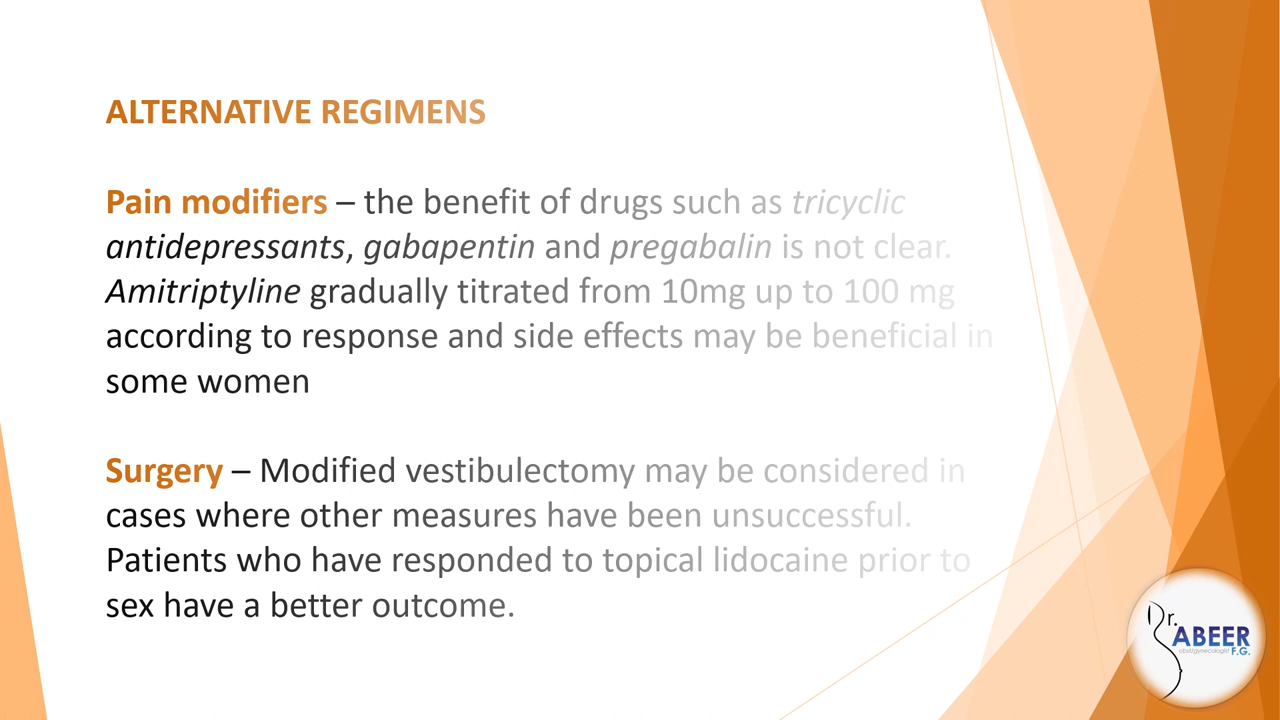 ALTERNATIVE REGIMENS
Pain modifiers – the benefit of drugs such as tricyclic
antidepressants, gabapentin and pregabalin is not clear.
Amitriptyline gradually titrated from 10mg up to 100 mg
according to response and side effects may be beneficial in
some women
Surgery – Modified vestibulectomy may be considered in
cases where other measures have been unsuccessful.
Patients who have responded to topical lidocaine prior to
sex have a better outcome.
Dr.
ABEER
obst/gynecologist F.G.